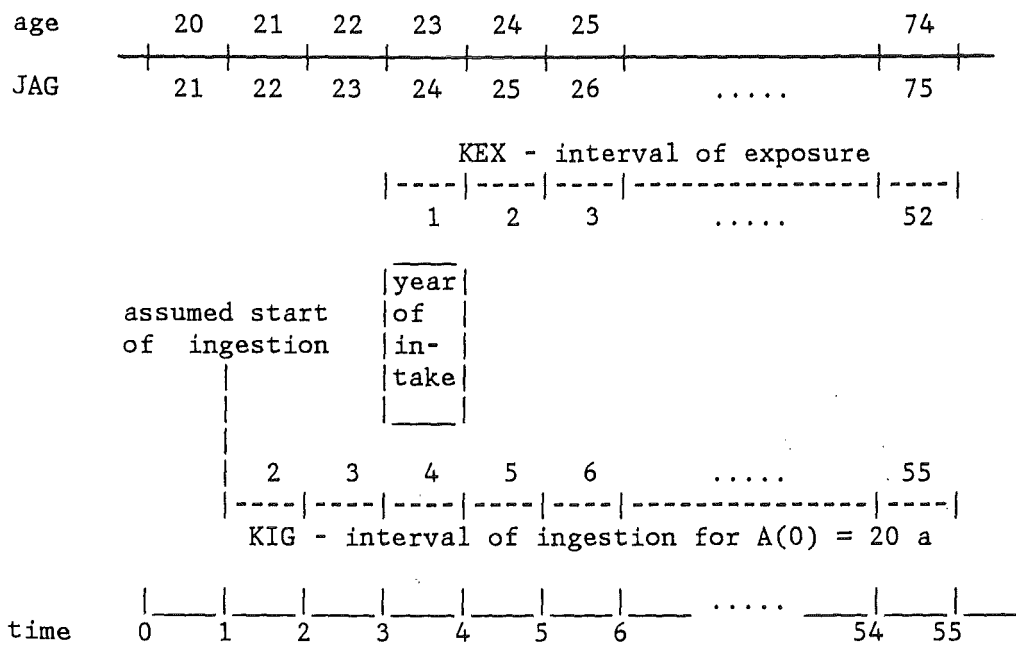 age 20 21 22 23 24 25 74
JAG 21 22 23 24 25 26 ..... 75
KEX - interval of exposure
1 2 3 ..... 52
year
of
in-
take
assumed start
of ingestion
2 3 4 5 6 ..... 55
KIG - interval of ingestion for A(0) = 20 a
.....
time 0 1 2 3 4 5 6 54 55